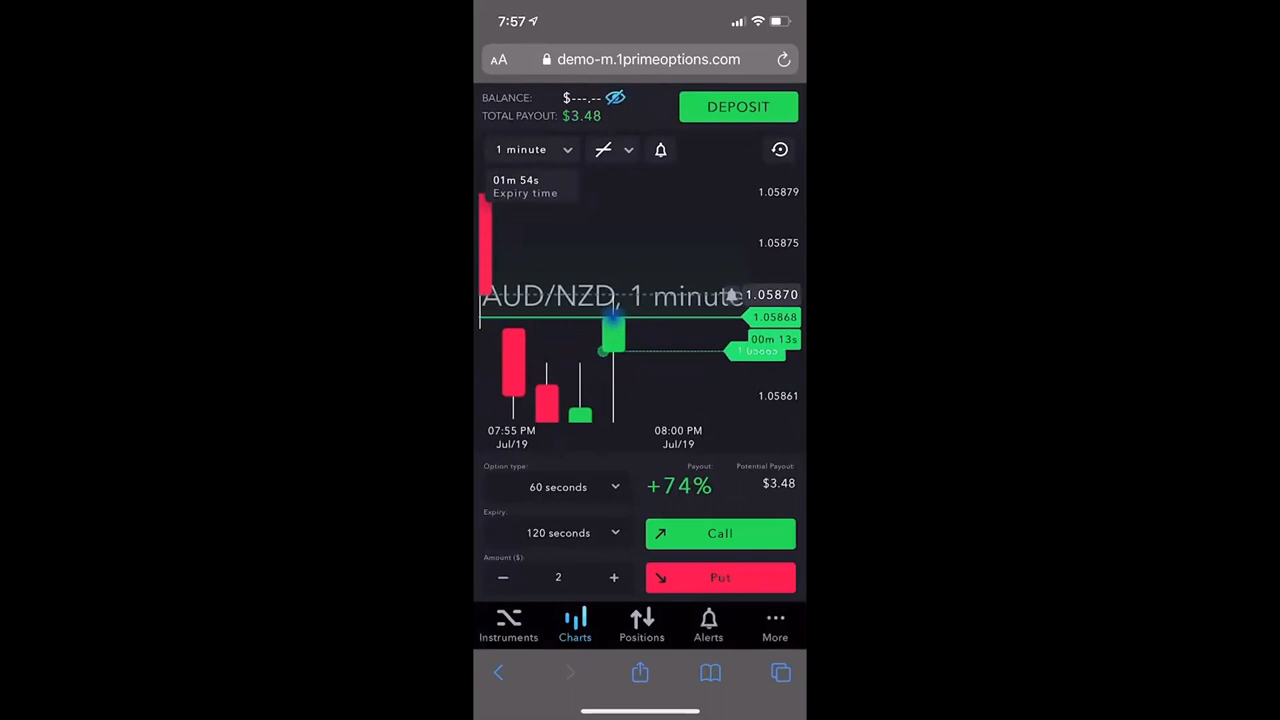 7:57
AA demo-m.1primeoptions.com
BALANCE: $---,--
DEPOSIT
TOTAL PAYOUT: $3.48
1 minute
01m 54s
Expiry time
1.05879
1.05875
AUD/NZD, 1 minute
1.05870
1.05868
00m 13s
1.05861
07:55 PM 08:00 PM
Jul/19 Jul/19
Option type: Payout: Potential Payout:
60 seconds +74% $3.48
Expiry:
120 seconds Call
Amount ($):
− 2 + Put
Instruments Charts Positions Alerts More